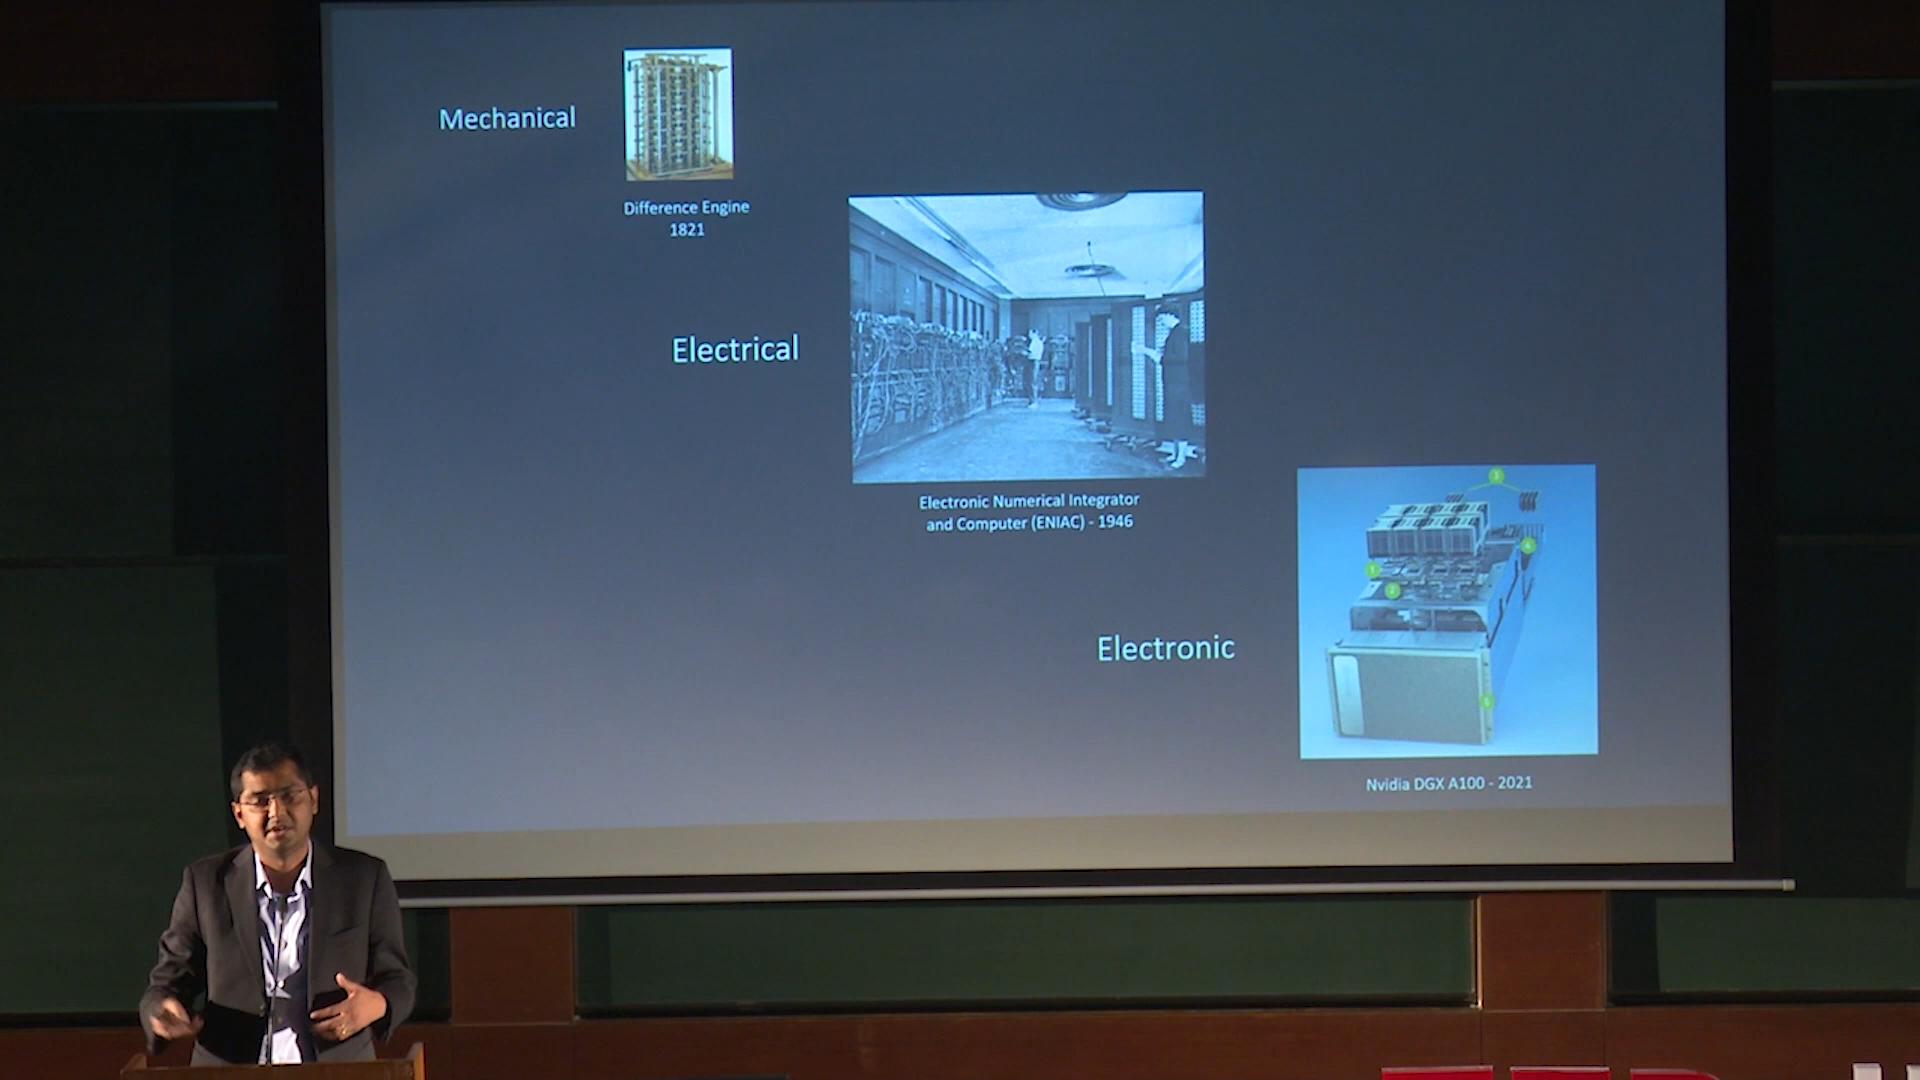 Mechanical
Difference Engine
1821
Electrical
Electronic Numerical Integrator
and Computer (ENIAC) - 1946
Electronic
Nvidia DGX A100 - 2021